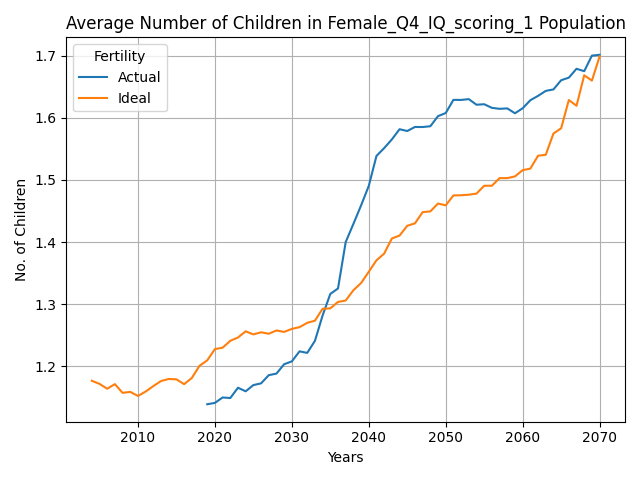 Average Number of Children in Female_Q4_IQ_scoring_1 Population
Fertility
Actual
Ideal
No. of Children
1.7
1.6
1.5
1.4
1.3
1.2
2010 2020 2030 2040 2050 2060 2070
Years